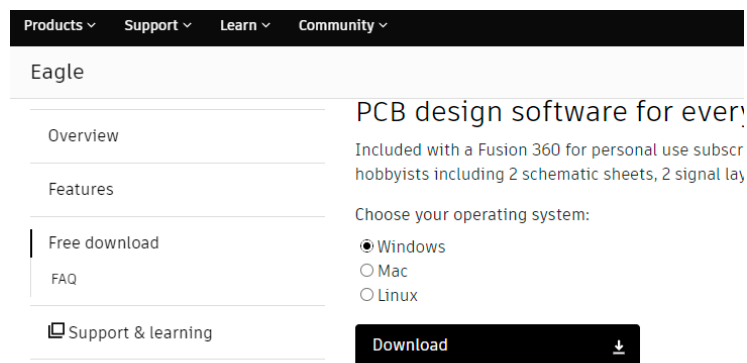 Products Support Learn Community
Eagle
Overview
Features
Free download
FAQ
Support & learning
PCB design software for every
Included with a Fusion 360 for personal use
hobbyists including 2 schematic sheets, 2 signal
Choose your operating system:
Windows
Mac
Linux
Download